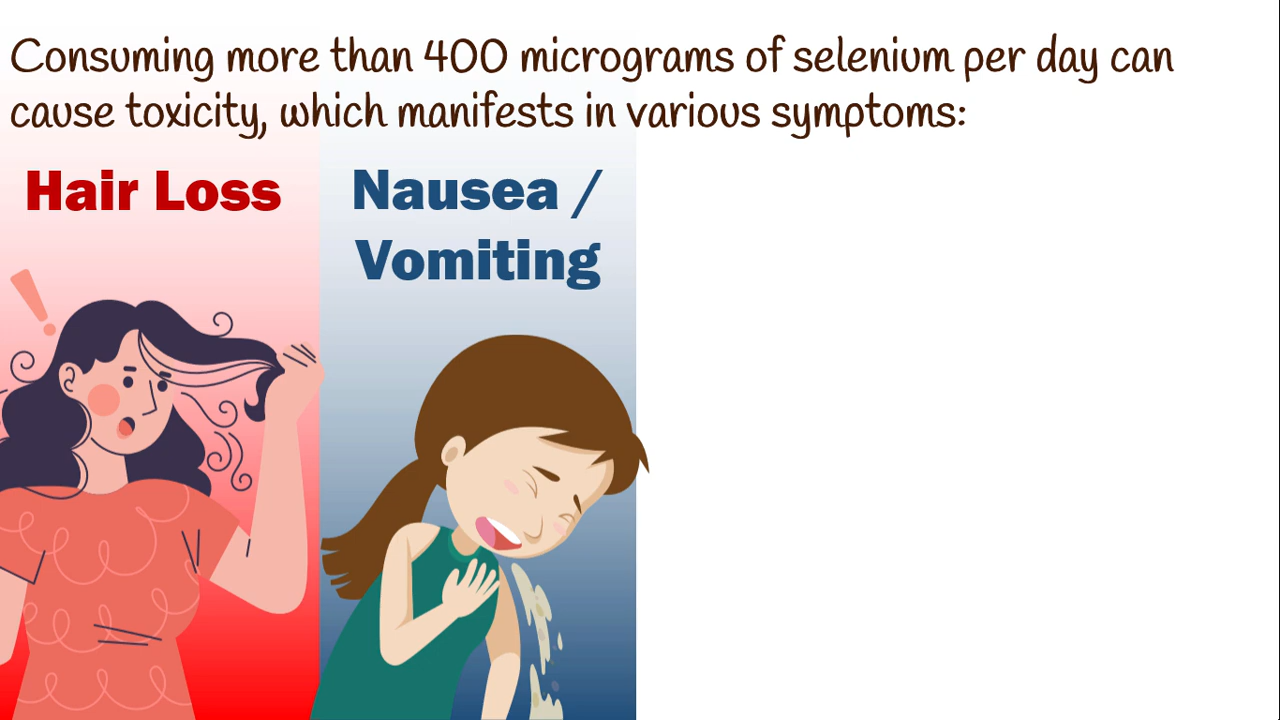 Consuming more than 400 micrograms of selenium per day can
cause toxicity, which manifests in various symptoms:
Hair Loss
Nausea /
Vomiting